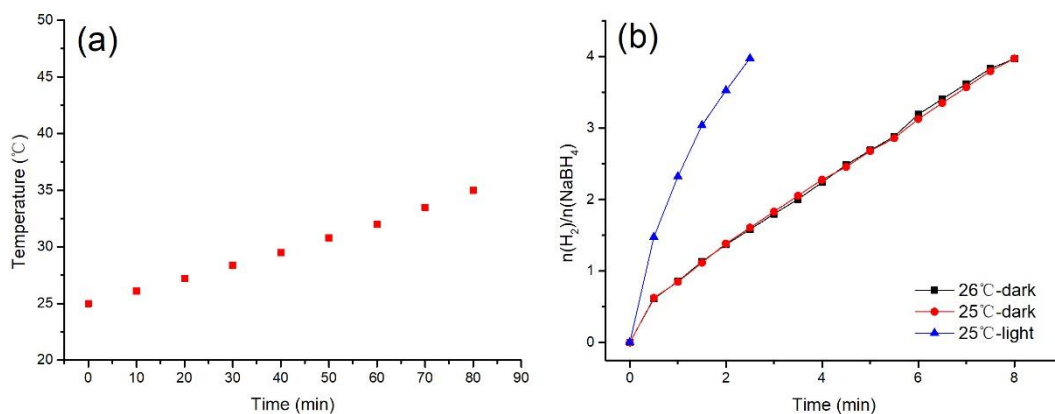 (a)
50
45
40
35
30
25
20
Temperature (℃)
0 10 20 30 40 50 60 70 80 90
Time (min)
(b)
4
3
2
1
0
n(H₂)/n(NaBH₄)
26℃-dark
25℃-dark
25℃-light
0 2 4 6 8
Time (min)